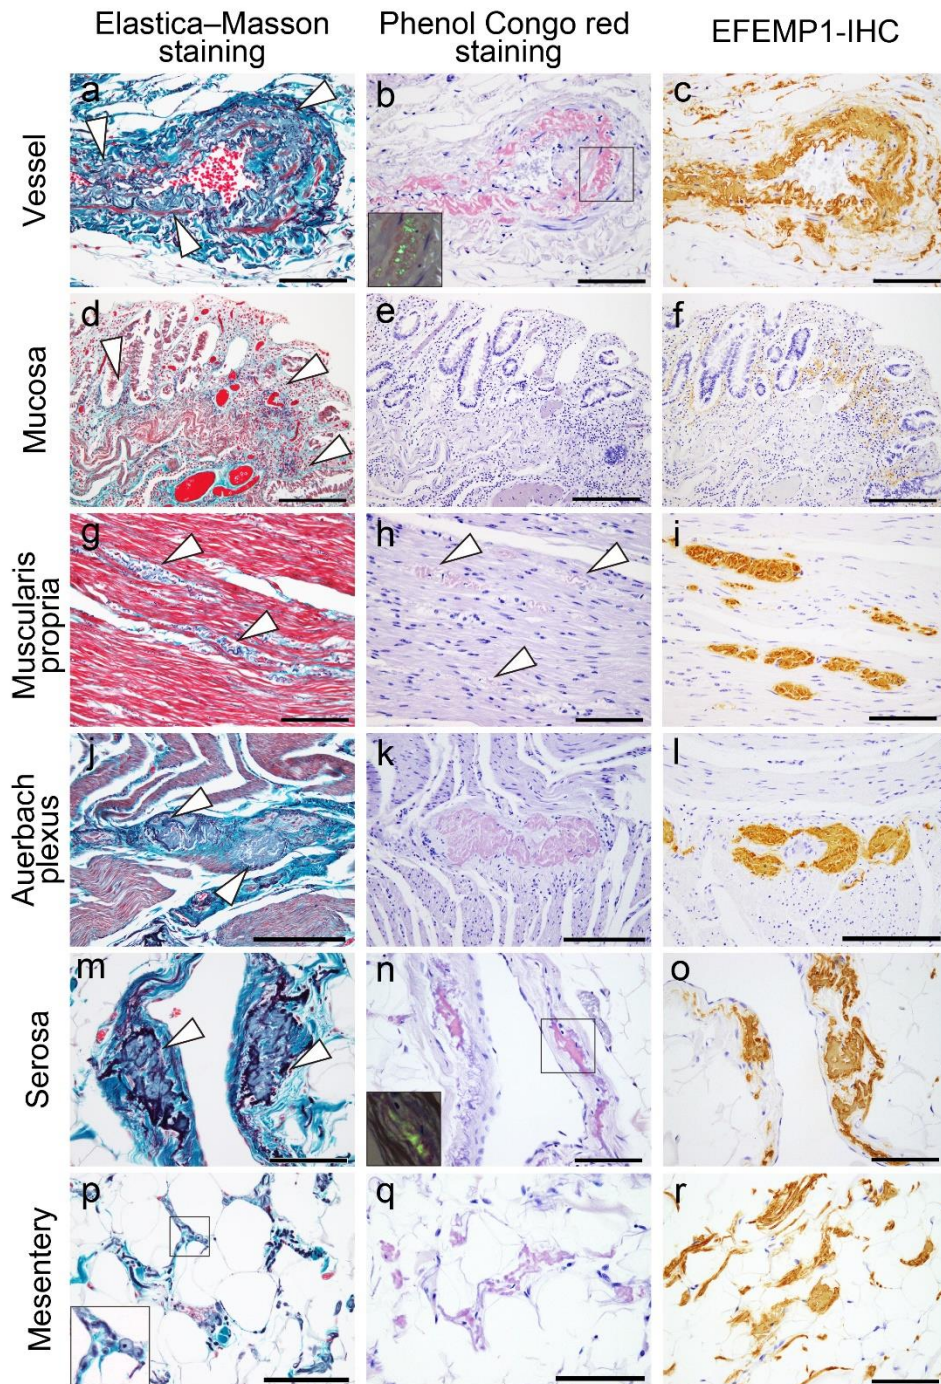 Elastica–Masson staining
Phenol Congo red staining
EFEMP1-IHC
Vessel
a
b
c
Mucosa
d
e
f
Muscularis propria
g
h
i
Auerbach plexus
j
k
l
Serosa
m
n
o
Mesentery
p
q
r